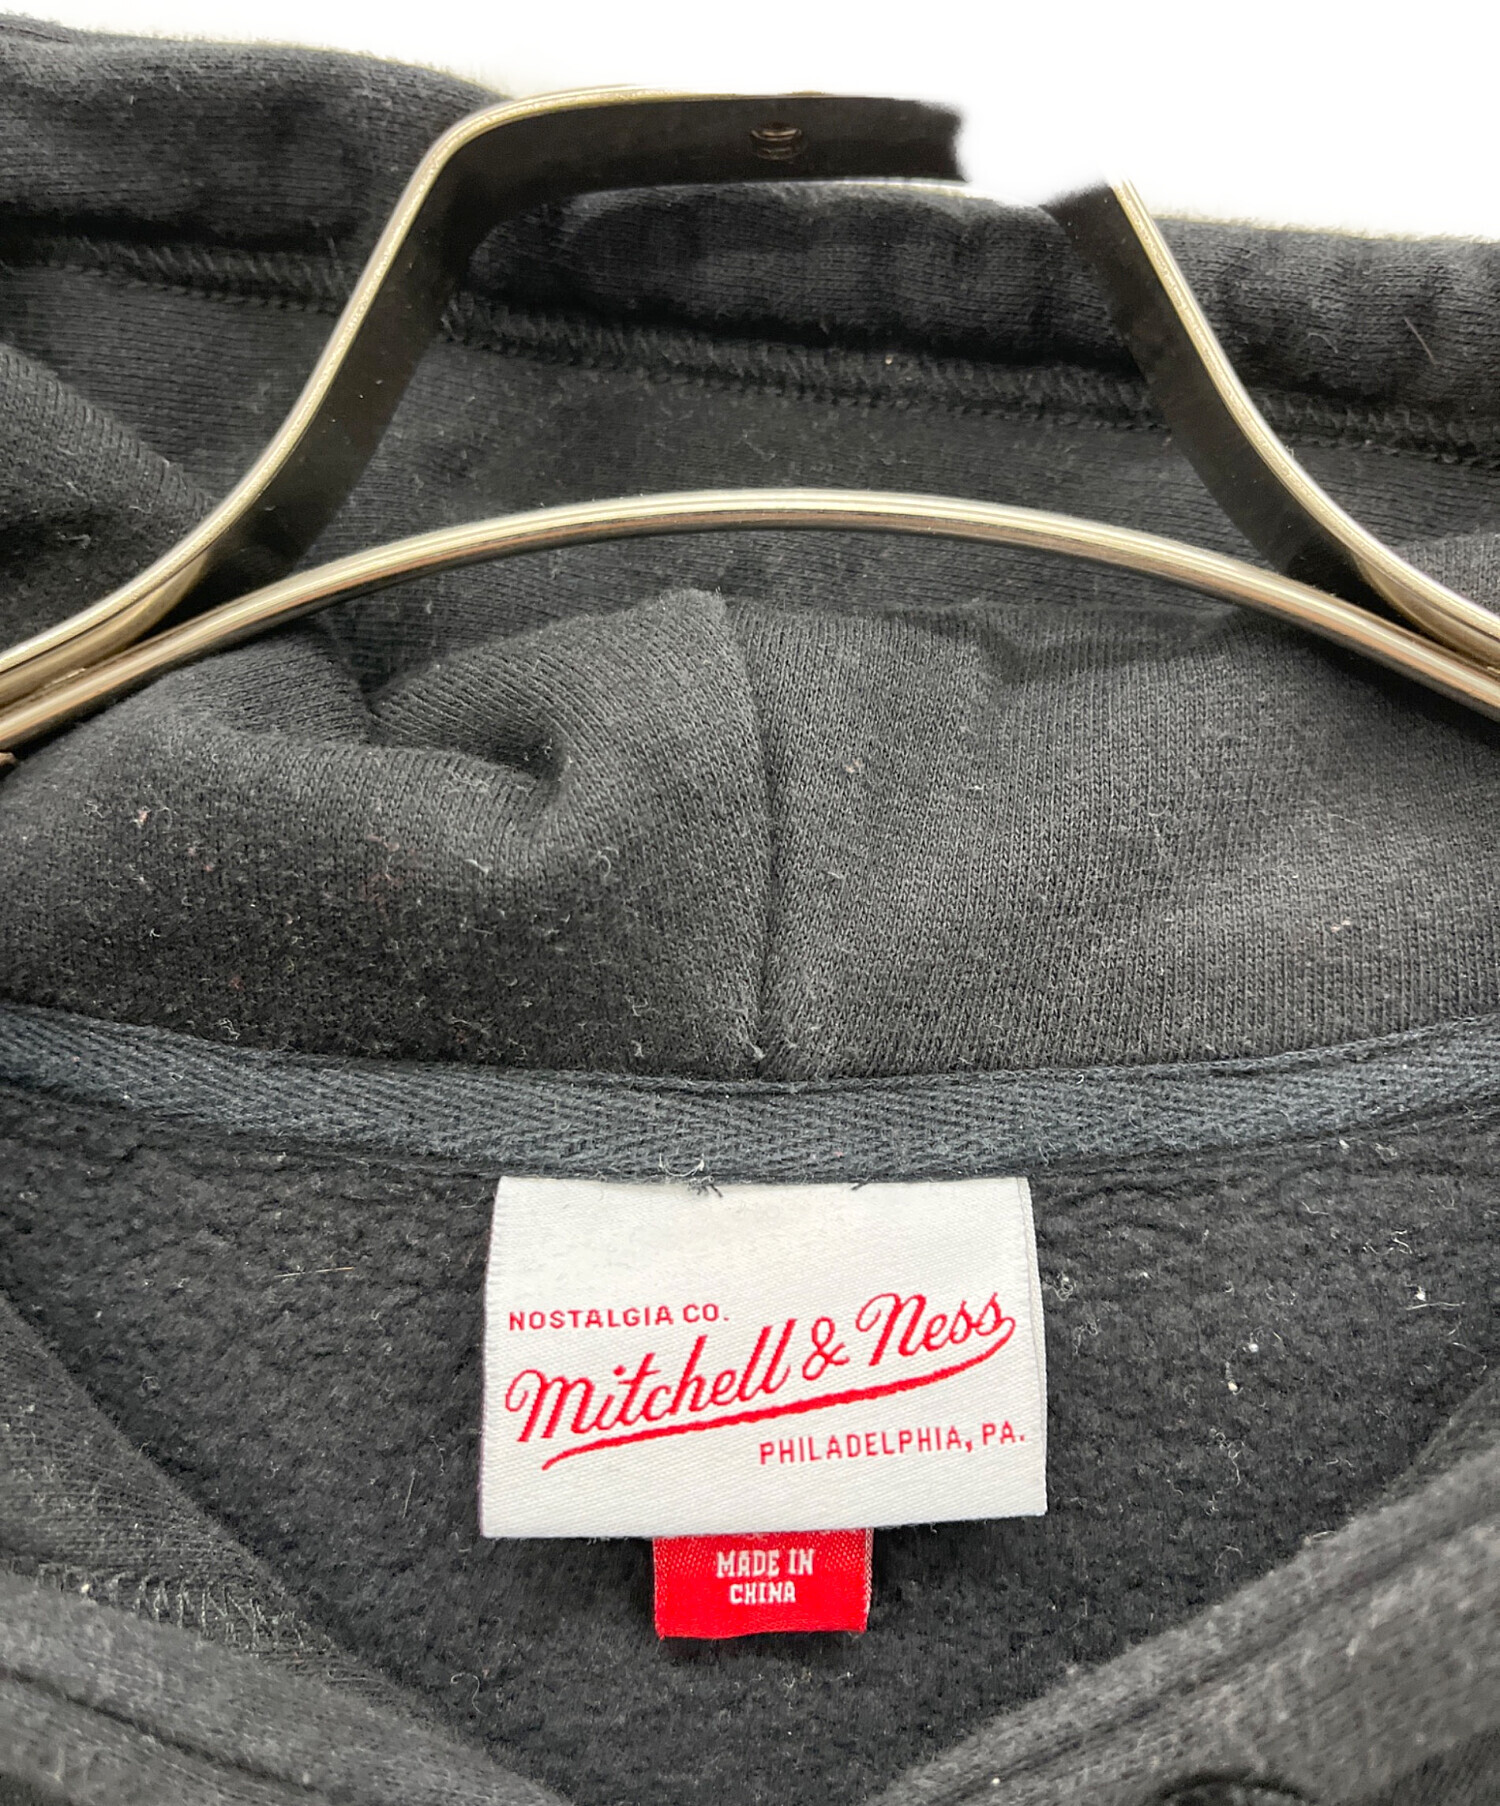 NOSTALGIA CO.
Mitchell & Ness
PHILADELPHIA, PA.
MADE IN
CHINA